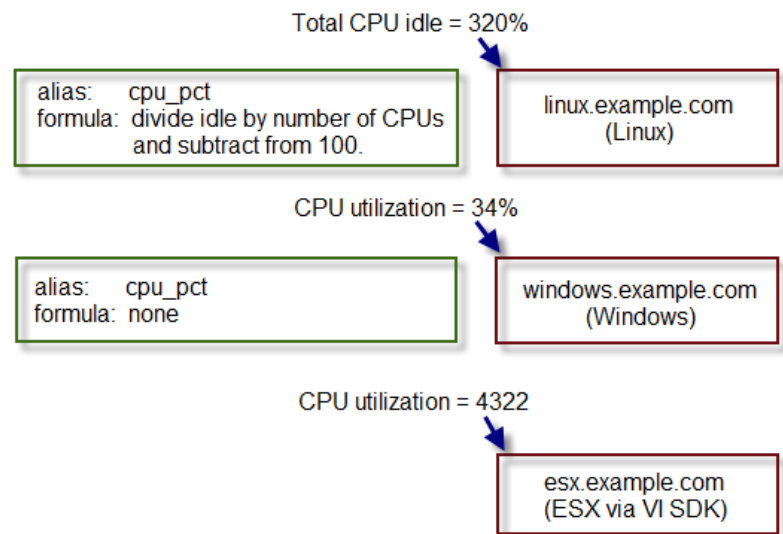 Total CPU idle = 320%
alias: cpu_pct
formula: divide idle by number of CPUs
and subtract from 100.
linux.example.com
(Linux)
CPU utilization = 34%
alias: cpu_pct
formula: none
windows.example.com
(Windows)
CPU utilization = 4322
esx.example.com
(ESX via VI SDK)